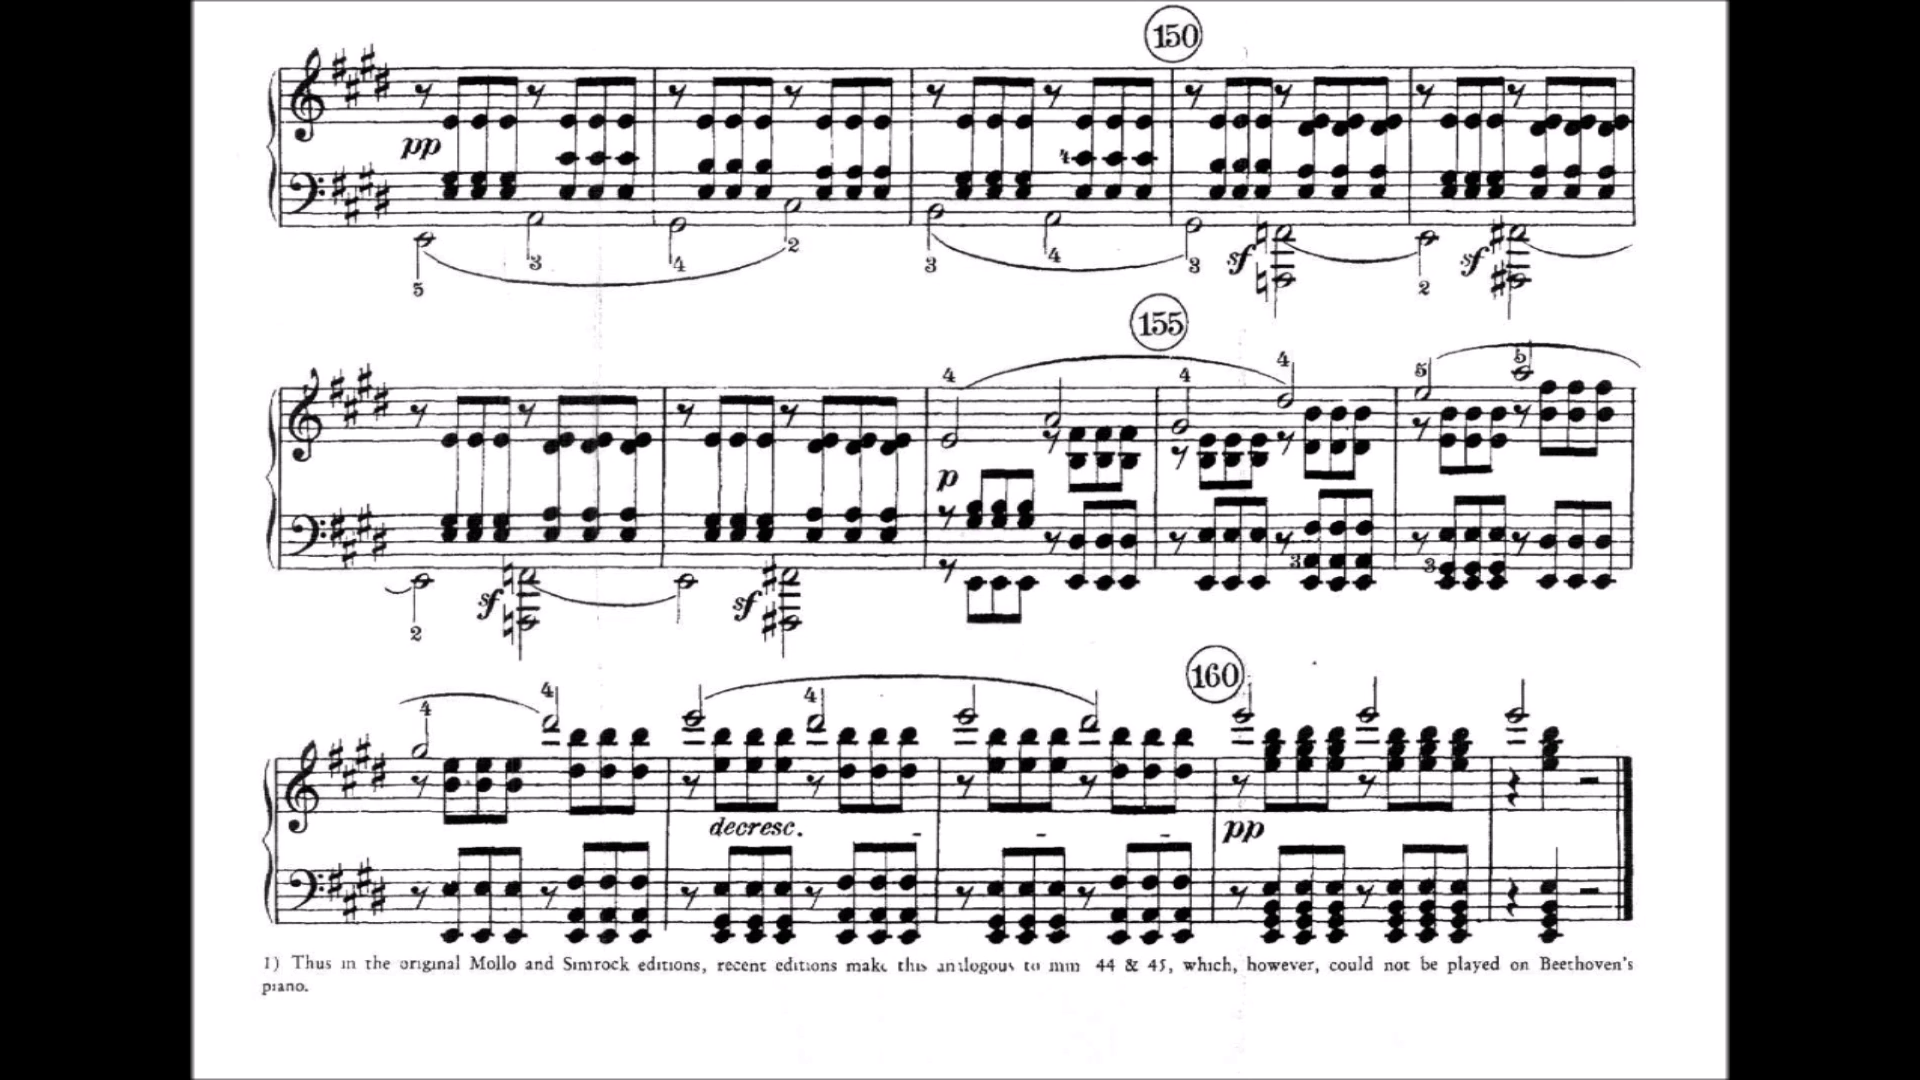 150
pp
4
5 3 4 2 3 4 3 sf 2 sf
155
4 4 4 5 5
p
3 3
2 sf sf
160
4 4 4
decresc. - - -
pp
1) Thus in the original Mollo and Simrock editions, recent editions make this analogous to mm 44 & 45, which, however, could not be played on Beethoven's
piano.